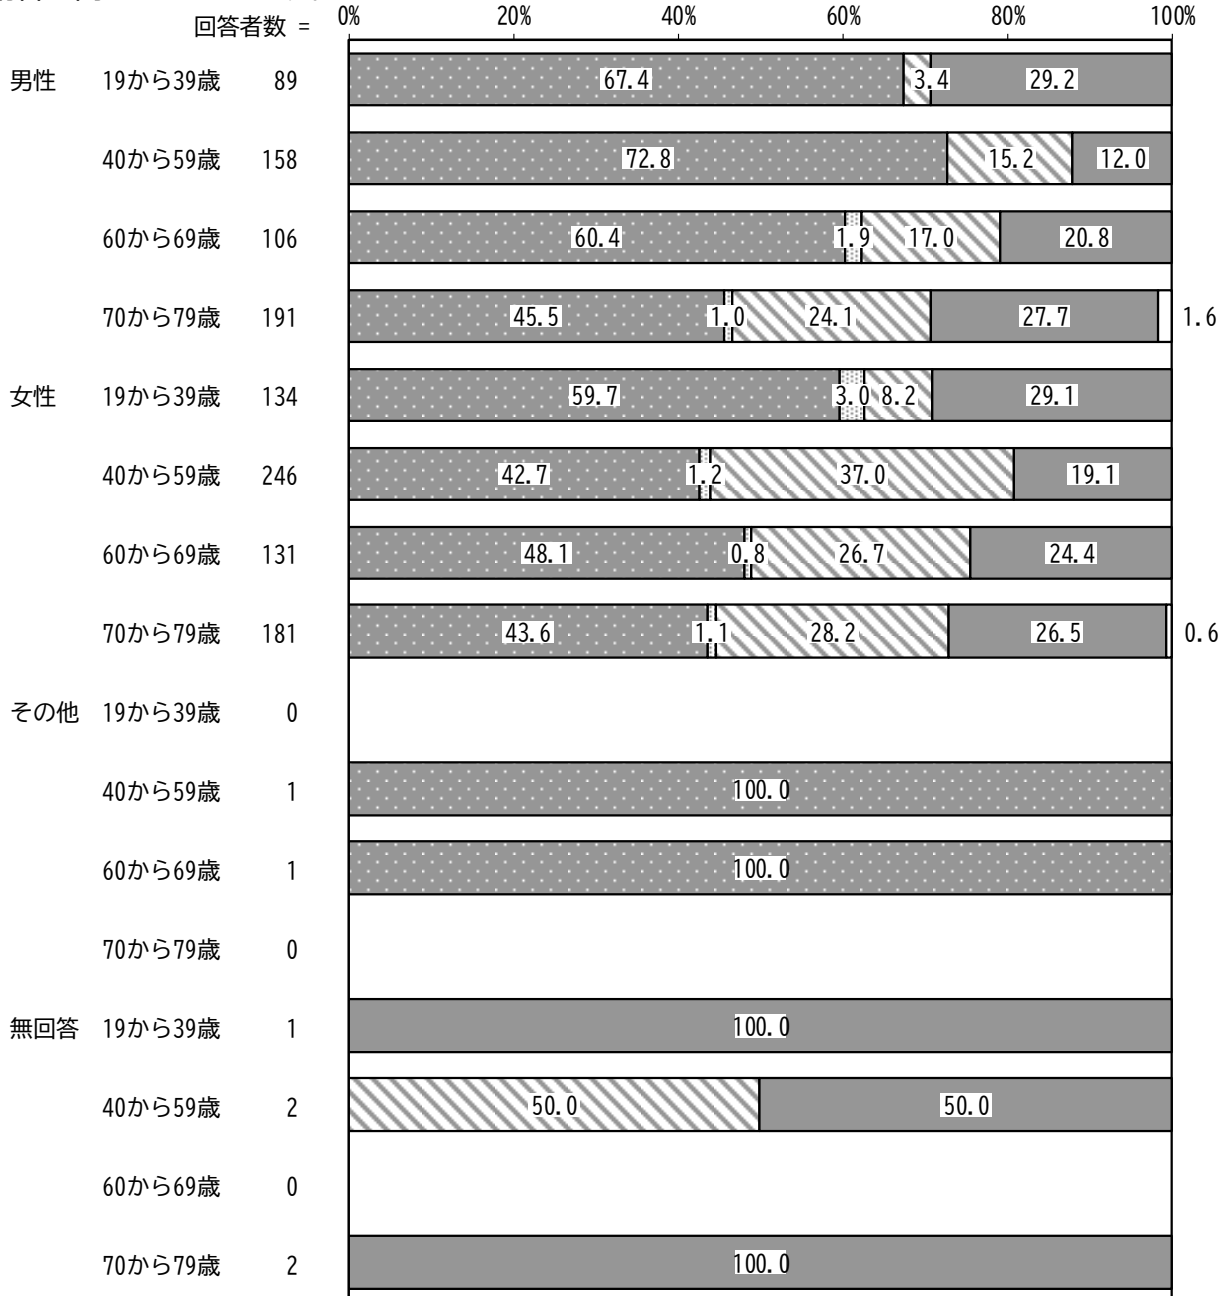 回答者数 =
0% 20% 40% 60% 80% 100%
男性 19から39歳 89 67.4 3.4 29.2
40から59歳 158 72.8 15.2 12.0
60から69歳 106 60.4 1.9 17.0 20.8
70から79歳 191 45.5 1.0 24.1 27.7 1.6
女性 19から39歳 134 59.7 3.0 8.2 29.1
40から59歳 246 42.7 1.2 37.0 19.1
60から69歳 131 48.1 0.8 26.7 24.4
70から79歳 181 43.6 1.1 28.2 26.5 0.6
その他 19から39歳 0
40から59歳 1 100.0
60から69歳 1 100.0
70から79歳 0
無回答 19から39歳 1 100.0
40から59歳 2 50.0 50.0
60から69歳 0
70から79歳 2 100.0